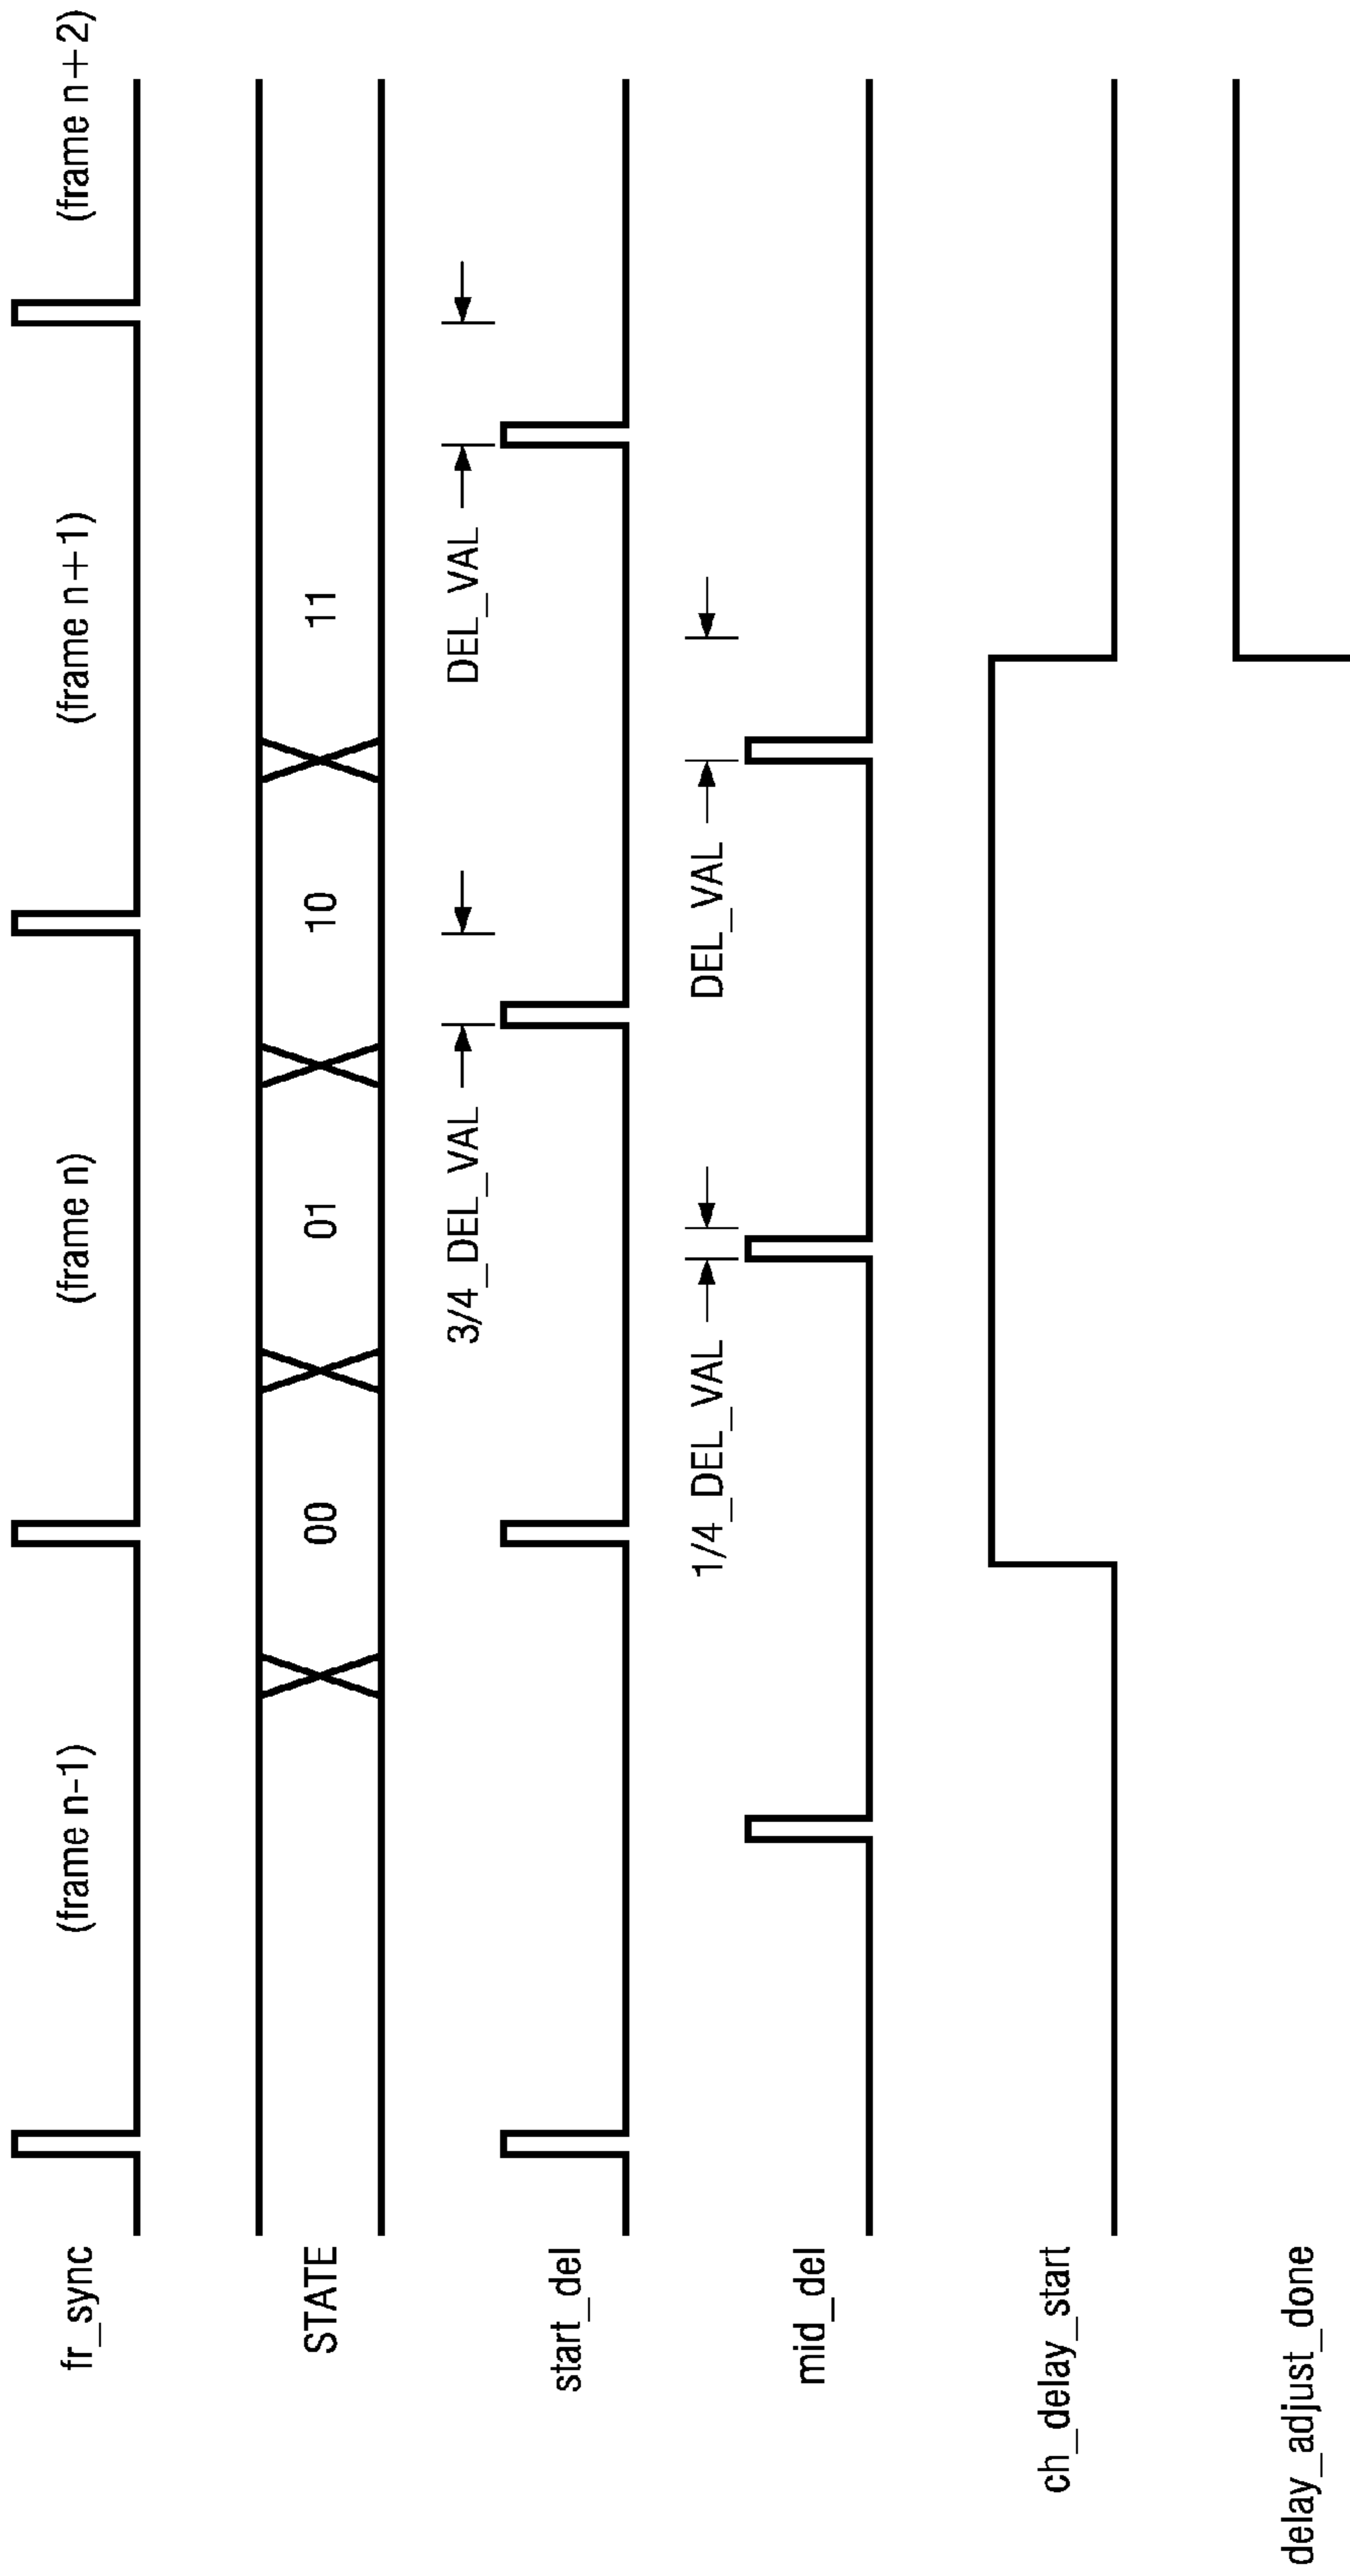 fr_sync
(frame n-1)
(frame n)
(frame n+1)
(frame n+2)
STATE
00
01
10
11
start_del
3/4_DEL_VAL
DEL_VAL
mid_del
1/4_DEL_VAL
DEL_VAL
ch_delay_start
delay_adjust_done